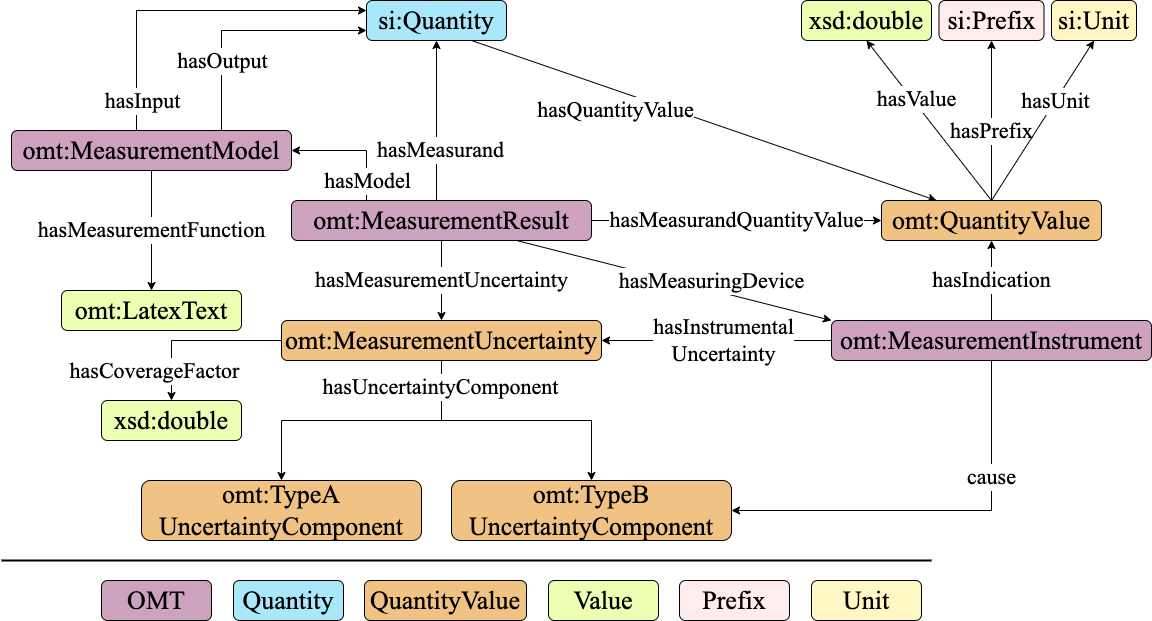 si:Quantity
xsd:double
si:Prefix
si:Unit
hasOutput
hasInput
hasQuantityValue
hasValue
hasUnit
hasPrefix
omt:MeasurementModel
hasMeasurand
hasModel
omt:MeasurementResult
hasMeasurandQuantityValue
omt:QuantityValue
hasMeasurementFunction
hasMeasurementUncertainty
hasMeasuringDevice
hasIndication
omt:LatexText
omt:MeasurementUncertainty
hasInstrumental
Uncertainty
omt:MeasurementInstrument
hasCoverageFactor
hasUncertaintyComponent
xsd:double
cause
omt:TypeA
UncertaintyComponent
omt:TypeB
UncertaintyComponent
OMT
Quantity
QuantityValue
Value
Prefix
Unit